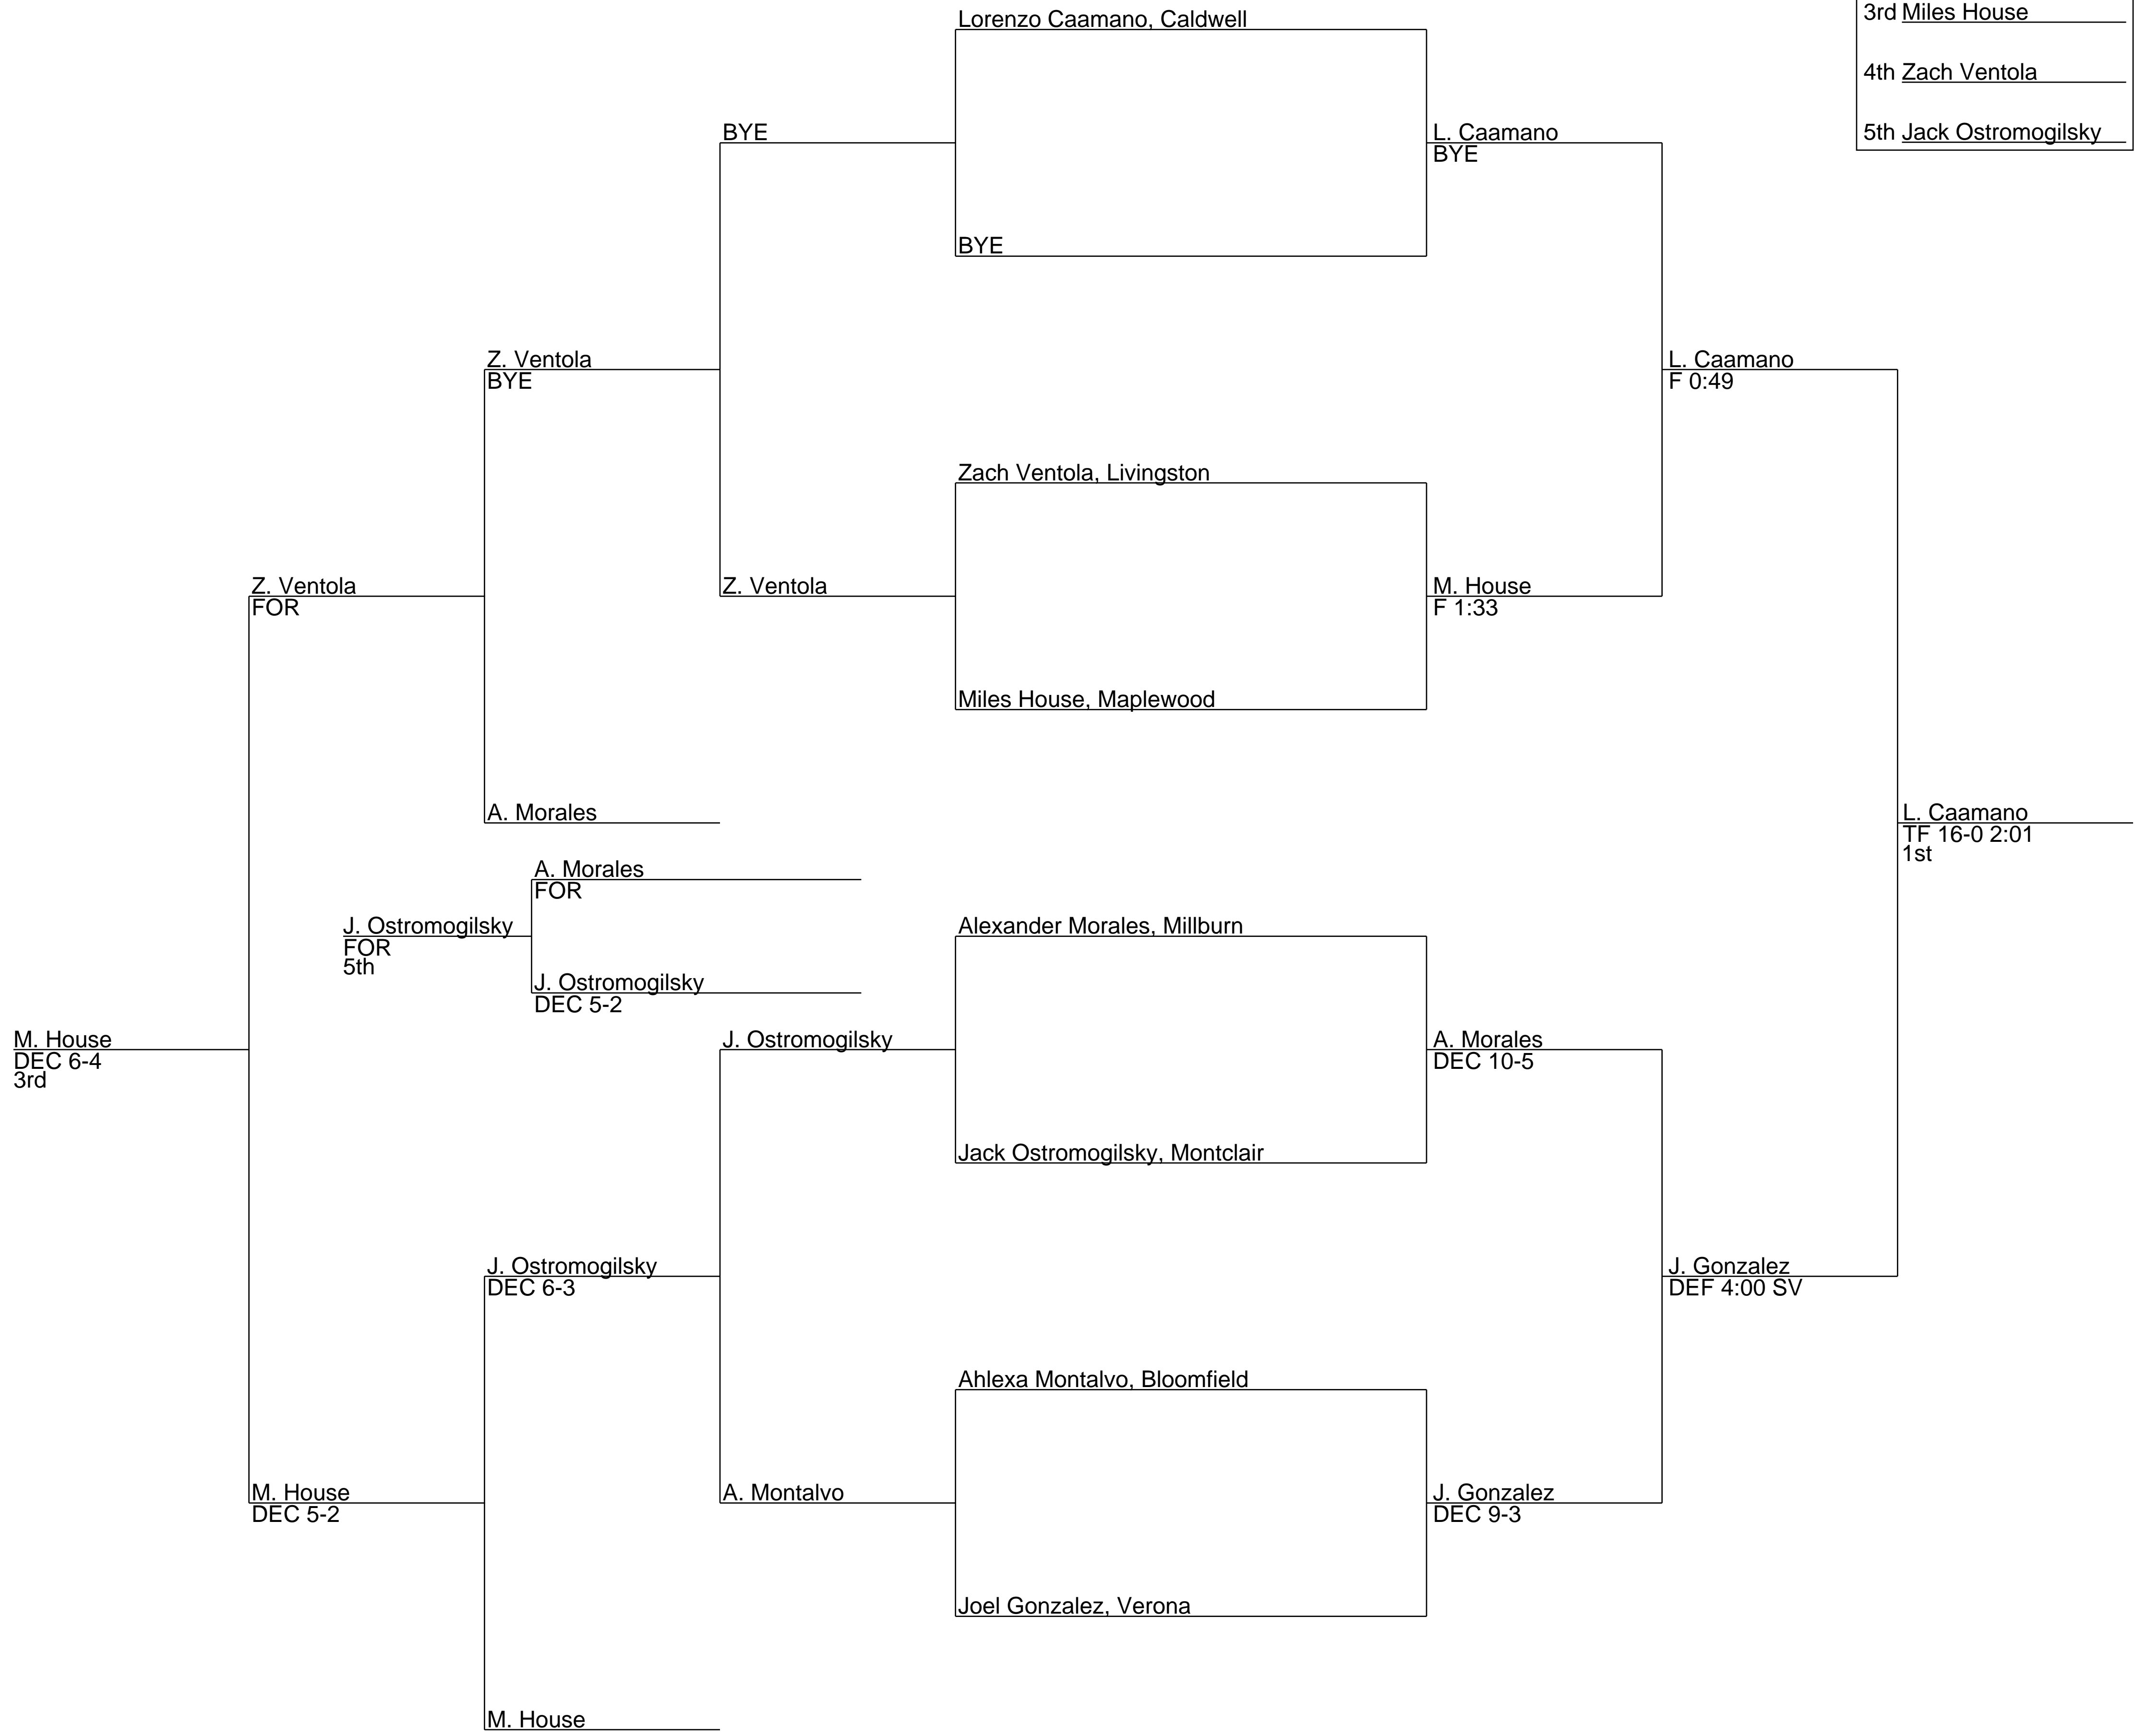 3rd Miles House
4th Zach Ventola
5th Jack Ostromogilsky
Lorenzo Caamano, Caldwell
BYE
L. Caamano
BYE
BYE
Z. Ventola
BYE
L. Caamano
F 0:49
Zach Ventola, Livingston
Z. Ventola
FOR
Z. Ventola
M. House
F 1:33
Miles House, Maplewood
A. Morales
L. Caamano
TF 16-0 2:01
1st
A. Morales
FOR
J. Ostromogilsky
FOR
5th
Alexander Morales, Millburn
J. Ostromogilsky
DEC 5-2
M. House
DEC 6-4
3rd
J. Ostromogilsky
A. Morales
DEC 10-5
Jack Ostromogilsky, Montclair
J. Ostromogilsky
DEC 6-3
J. Gonzalez
DEF 4:00 SV
Ahlexa Montalvo, Bloomfield
M. House
DEC 5-2
A. Montalvo
J. Gonzalez
DEC 9-3
Joel Gonzalez, Verona
M. House